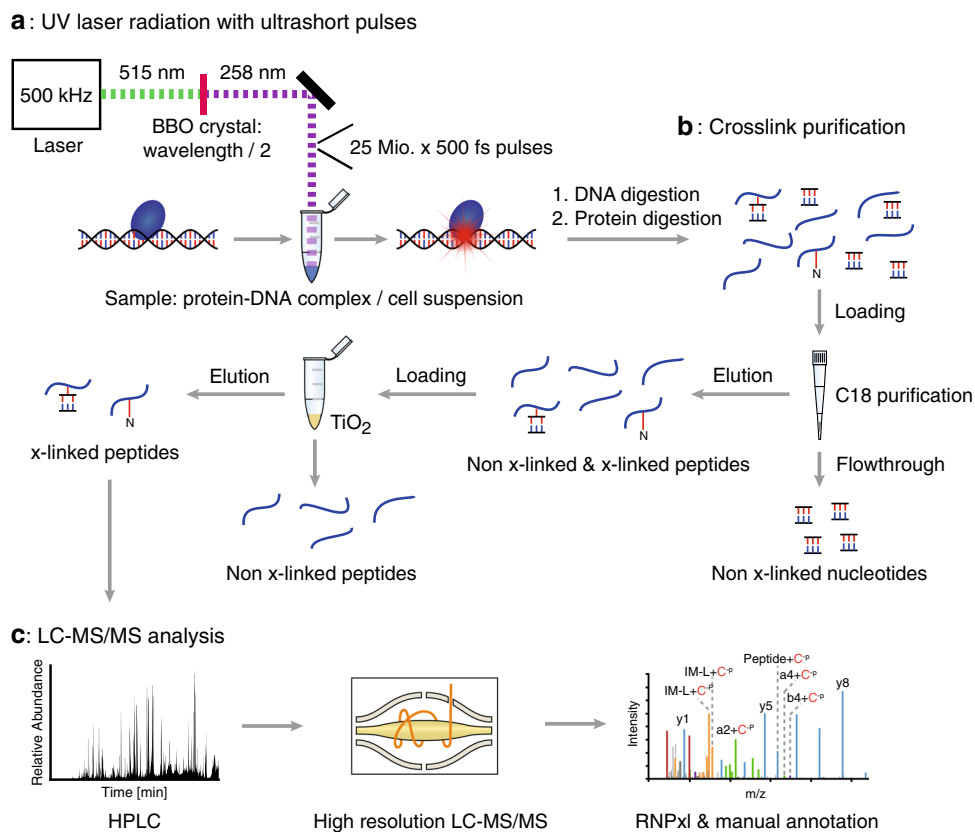 a: UV laser radiation with ultrashort pulses
515 nm
258 nm
500 kHz
Laser
BBO crystal:
wavelength / 2
25 Mio. x 500 fs pulses
Sample: protein-DNA complex / cell suspension
1. DNA digestion
2. Protein digestion
b: Crosslink purification
N
Loading
C18 purification
Flowthrough
Non x-linked nucleotides
Elution
N
Non x-linked & x-linked peptides
Loading
TiO2
Non x-linked peptides
Elution
N
x-linked peptides
c: LC-MS/MS analysis
Relative Abundance
Time [min]
HPLC
High resolution LC-MS/MS
Intensity
y1
IM-L+C-p
IM-L+C-p
a2+C-p
y5
Peptide+C-p
a4+C-p
b4+C-p
y8
m/z
RNPxl & manual annotation